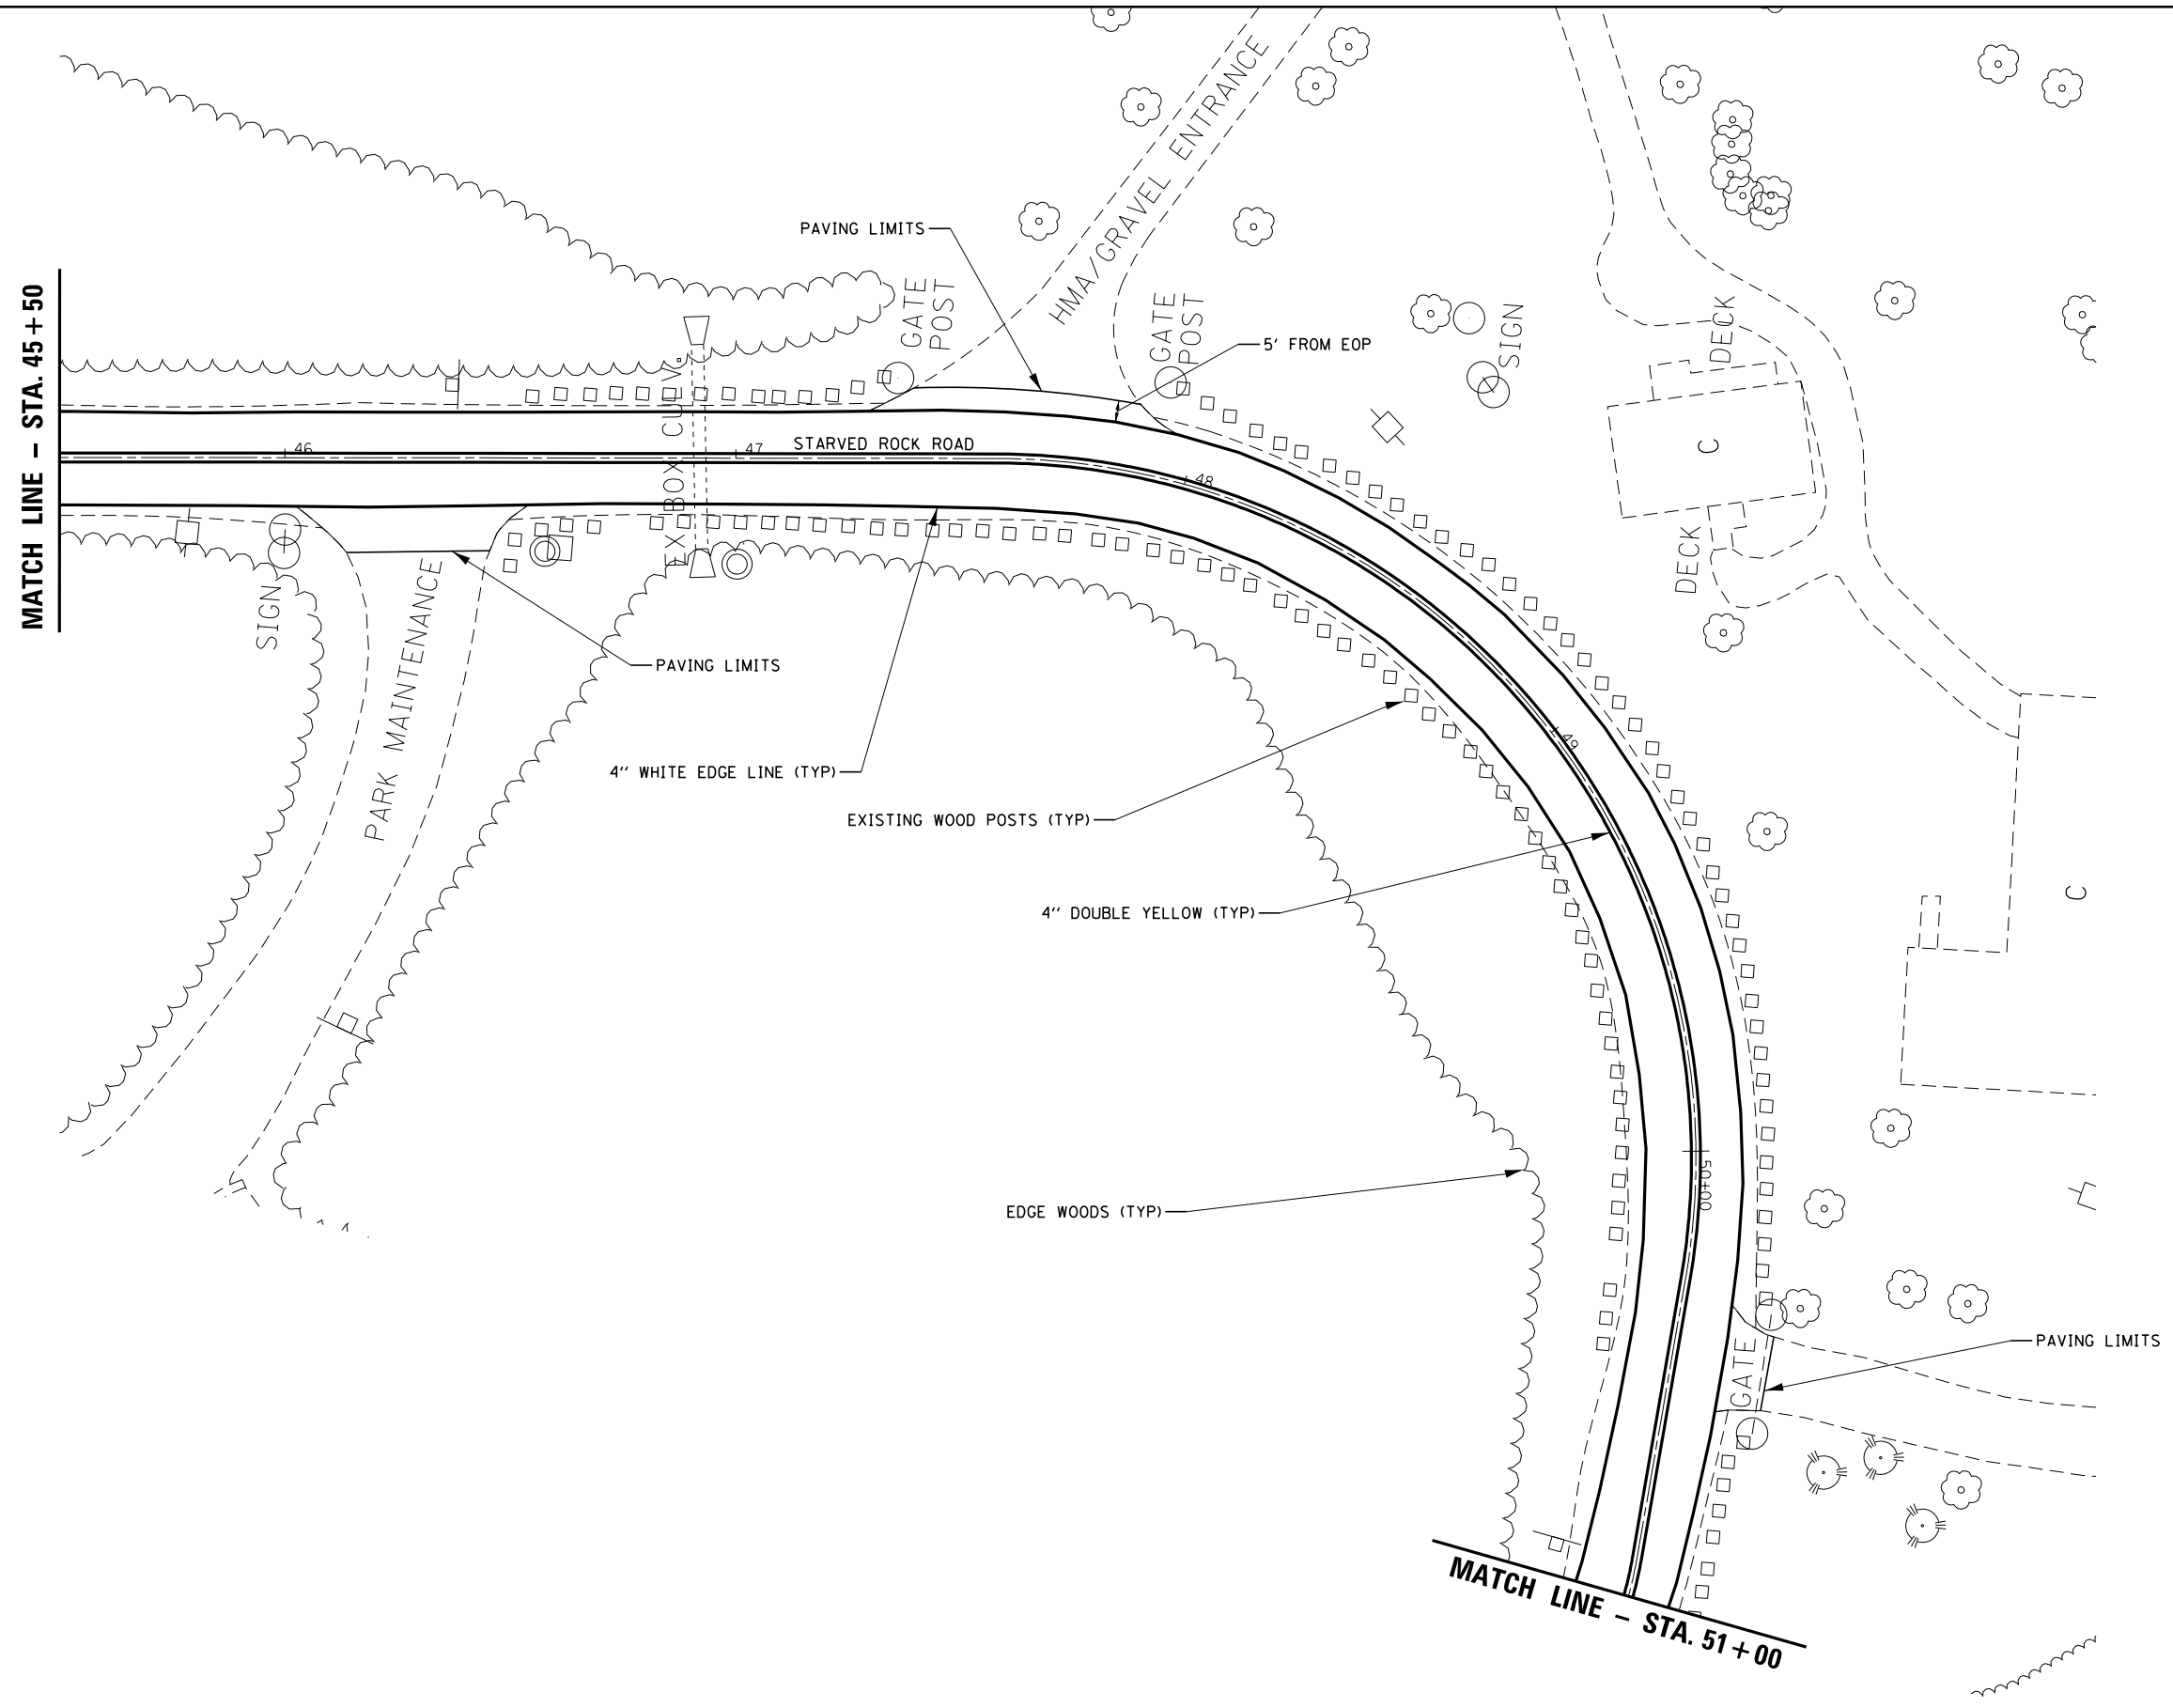 HMA/GRAVEL ENTRANCE
PAVING LIMITS
GATE
POST
GATE
POST
5' FROM EOP
SIGN
DECK
C
DECK
MATCH LINE - STA. 45+50
46
47
STARVED ROCK ROAD
48
EX BOX CULV.
SIGN
PARK MAINTENANCE
PAVING LIMITS
4'' WHITE EDGE LINE (TYP)
49
EXISTING WOOD POSTS (TYP)
4'' DOUBLE YELLOW (TYP)
C
50+00
EDGE WOODS (TYP)
GATE
PAVING LIMITS
MATCH LINE - STA. 51+00